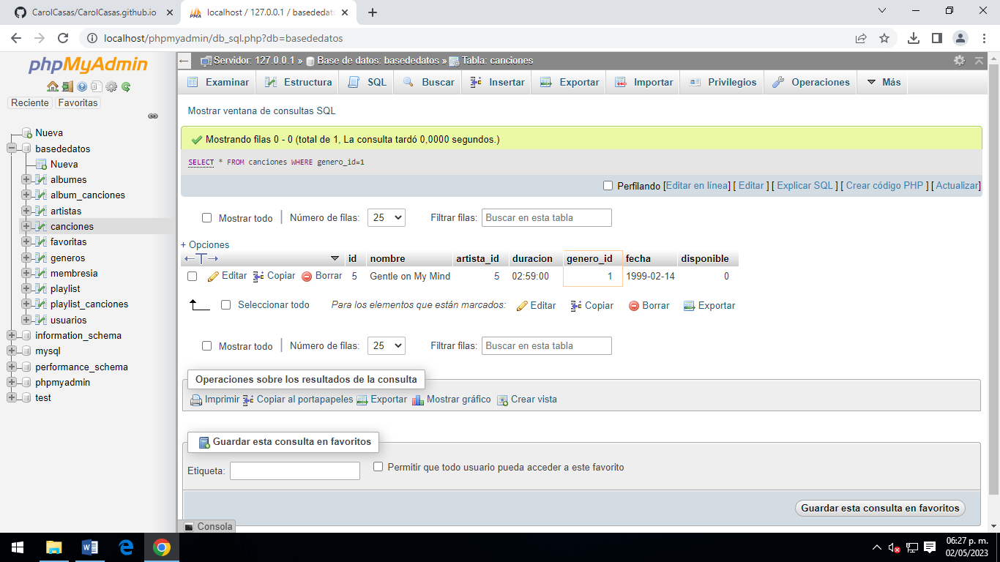 CarolCasas/CarolCasas.github.io
localhost / 127.0.0.1 / basededato
localhost/phpmyadmin/db_sql.php?db=basededatos
phpMyAdmin
Reciente Favoritas
Nueva
basededatos
Nueva
albumes
album_canciones
artistas
canciones
favoritas
generos
membresia
playlist
playlist_canciones
usuarios
information_schema
mysql
performance_schema
phpmyadmin
test
Servidor: 127.0.0.1 » Base de datos: basededatos » Tabla: canciones
Examinar Estructura SQL Buscar Insertar Exportar Importar Privilegios Operaciones Más
Mostrar ventana de consultas SQL
Mostrando filas 0 - 0 (total de 1, La consulta tardó 0,0000 segundos.)
SELECT * FROM canciones WHERE genero_id=1
Perfilando [Editar en línea] [ Editar ] [ Explicar SQL ] [ Crear código PHP ] [ Actualizar]
Mostrar todo | Número de filas: 25 Filtrar filas: Buscar en esta tabla
+ Opciones
←T→ id nombre artista_id duracion genero_id fecha disponible
Editar Copiar Borrar 5 Gentle on My Mind 5 02:59:00 1 1999-02-14 0
Seleccionar todo Para los elementos que están marcados: Editar Copiar Borrar Exportar
Mostrar todo | Número de filas: 25 Filtrar filas: Buscar en esta tabla
Operaciones sobre los resultados de la consulta
Imprimir Copiar al portapapeles Exportar Mostrar gráfico Crear vista
Guardar esta consulta en favoritos
Etiqueta: Permitir que todo usuario pueda acceder a este favorito
Guardar esta consulta en favoritos
Consola
06:27 p. m.
02/05/2023